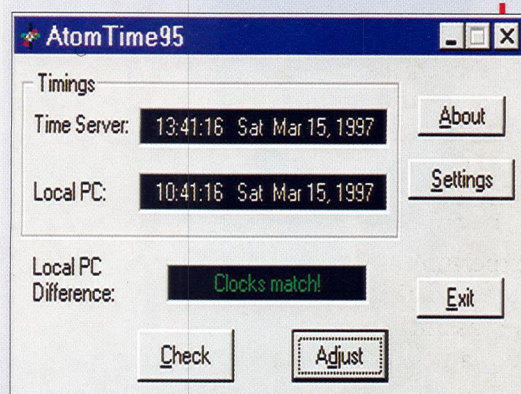 AtomTime95
Timings
Time Server: 13:41:16 Sat Mar 15, 1997
About
Local PC: 10:41:16 Sat Mar 15, 1997
Settings
Local PC
Difference:
Clocks match!
Exit
Check
Adjust